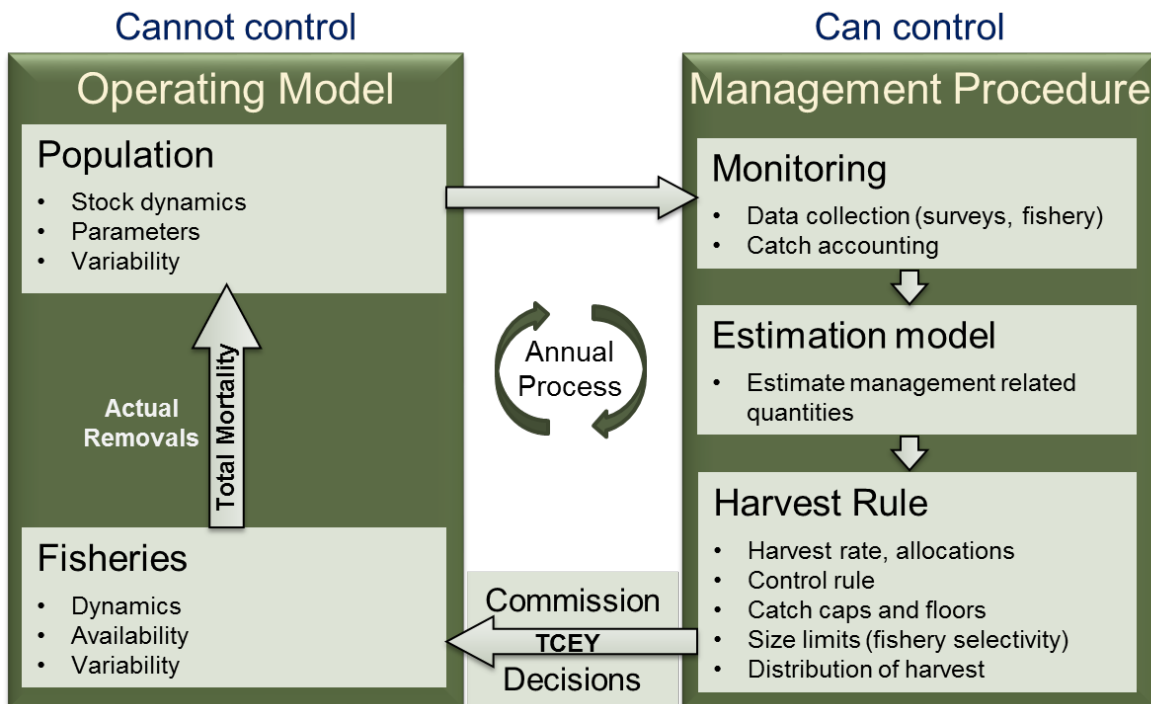 Cannot control
Operating Model
Population
• Stock dynamics
• Parameters
• Variability
Actual
Removals
Total Mortality
Fisheries
• Dynamics
• Availability
• Variability
Annual
Process
Commission
TCEY
Decisions
Can control
Management Procedure
Monitoring
• Data collection (surveys, fishery)
• Catch accounting
Estimation model
• Estimate management related
quantities
Harvest Rule
• Harvest rate, allocations
• Control rule
• Catch caps and floors
• Size limits (fishery selectivity)
• Distribution of harvest